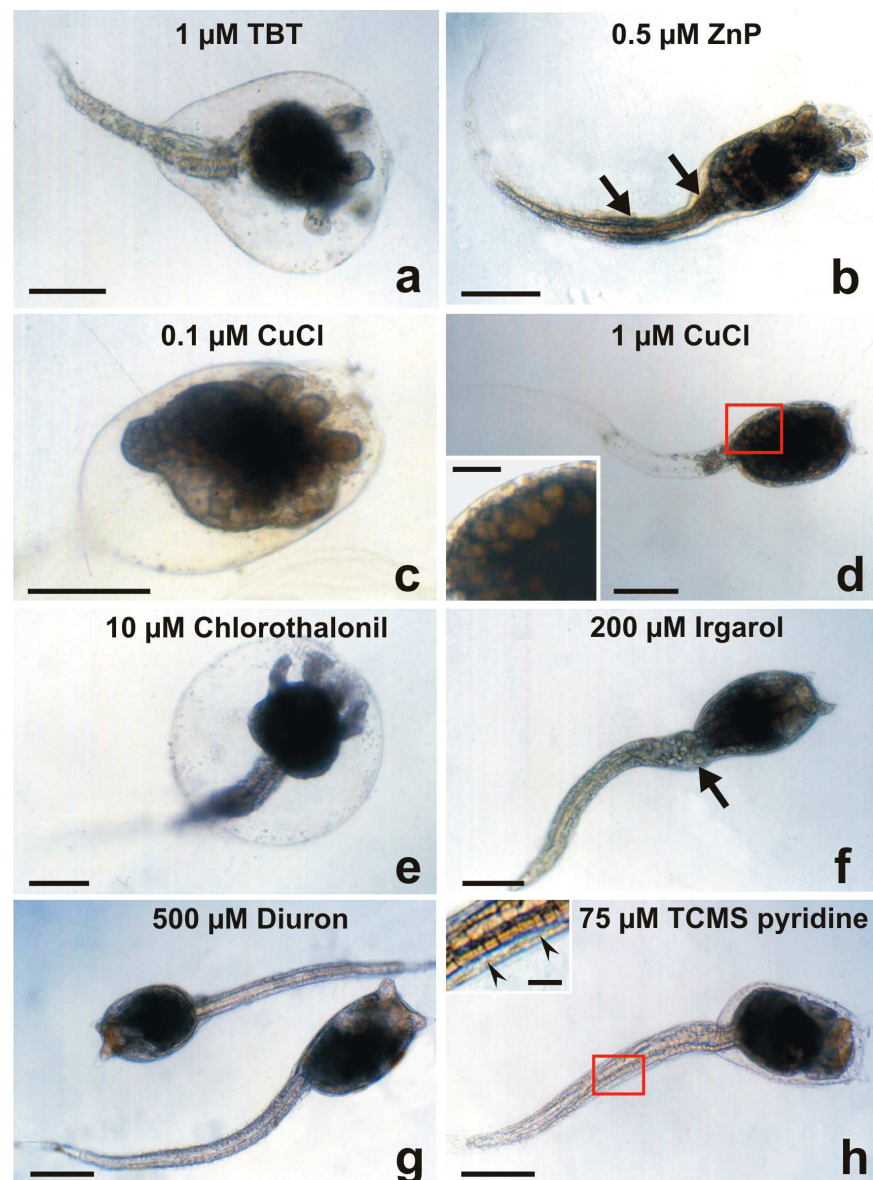 1 µM TBT
a
0.5 µM ZnP
b
0.1 µM CuCl
c
1 µM CuCl
d
10 µM Chlorothalonil
e
200 µM Irgarol
f
500 µM Diuron
g
75 µM TCMS pyridine
h